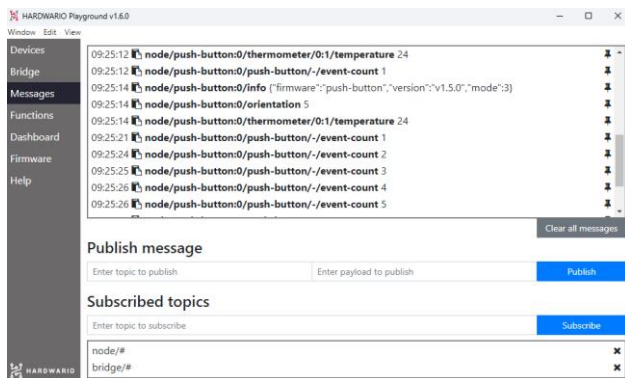 HARDWARIO Playground v1.6.0
Window Edit View
Devices
Bridge
Messages
Functions
Dashboard
Firmware
Help
HARDWARIO
09:25:12 node/push-button:0/thermometer/0:1/temperature 24
09:25:12 node/push-button:0/push-button/-/event-count 1
09:25:14 node/push-button:0/info {"firmware":"push-button","version":"v1.5.0","mode":3}
09:25:14 node/push-button:0/orientation 5
09:25:14 node/push-button:0/thermometer/0:1/temperature 24
09:25:21 node/push-button:0/push-button/-/event-count 1
09:25:24 node/push-button:0/push-button/-/event-count 2
09:25:25 node/push-button:0/push-button/-/event-count 3
09:25:26 node/push-button:0/push-button/-/event-count 4
09:25:26 node/push-button:0/push-button/-/event-count 5
Clear all messages
Publish message
Enter topic to publish Enter payload to publish Publish
Subscribed topics
Enter topic to subscribe Subscribe
node/#
bridge/#